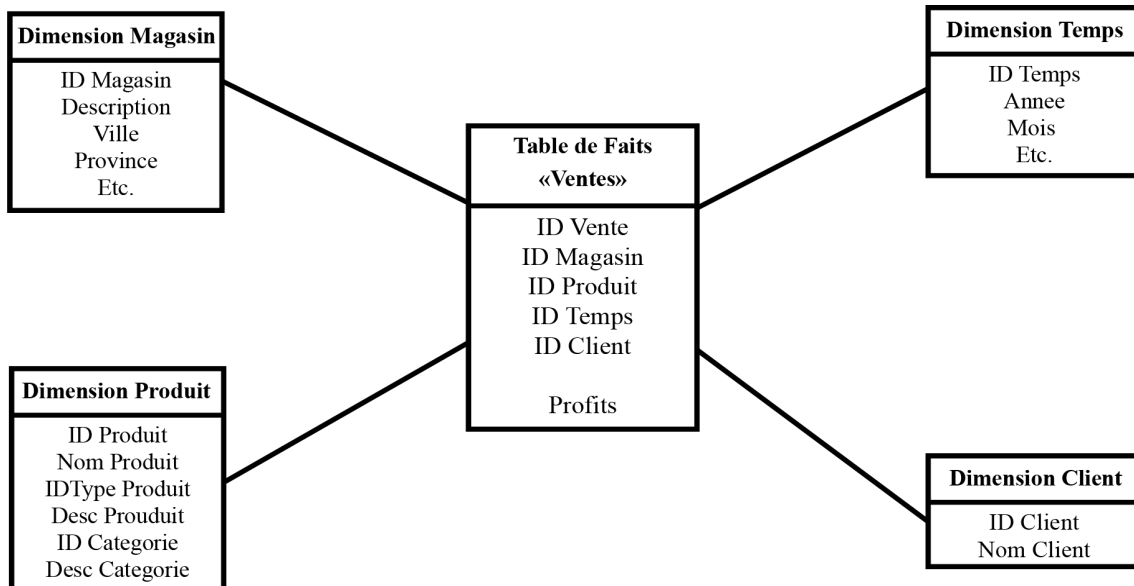 Dimension Magasin
ID Magasin
Description
Ville
Province
Etc.
Dimension Temps
ID Temps
Annee
Mois
Etc.
Table de Faits
«Ventes»
ID Vente
ID Magasin
ID Produit
ID Temps
ID Client
Profits
Dimension Produit
ID Produit
Nom Produit
IDType Produit
Desc Prouduit
ID Categorie
Desc Categorie
Dimension Client
ID Client
Nom Client